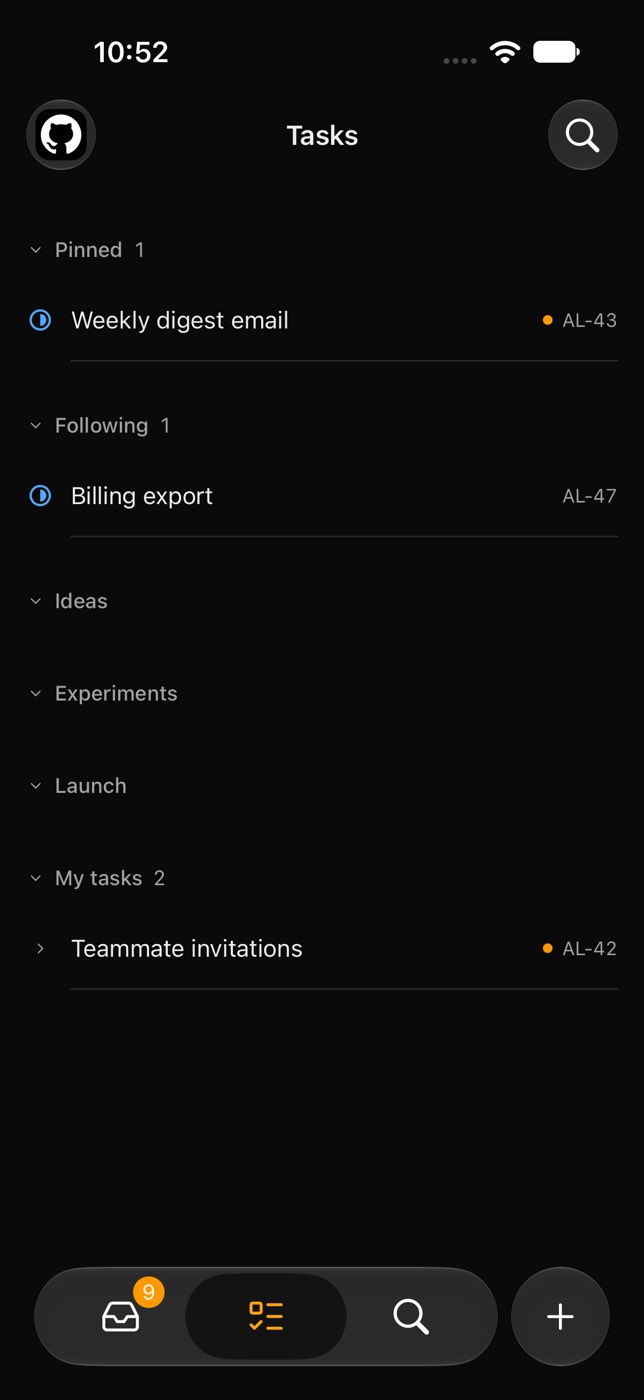 10:52
Tasks
Pinned 1
Weekly digest email AL-43
Following 1
Billing export AL-47
Ideas
Experiments
Launch
My tasks 2
Teammate invitations AL-42
9